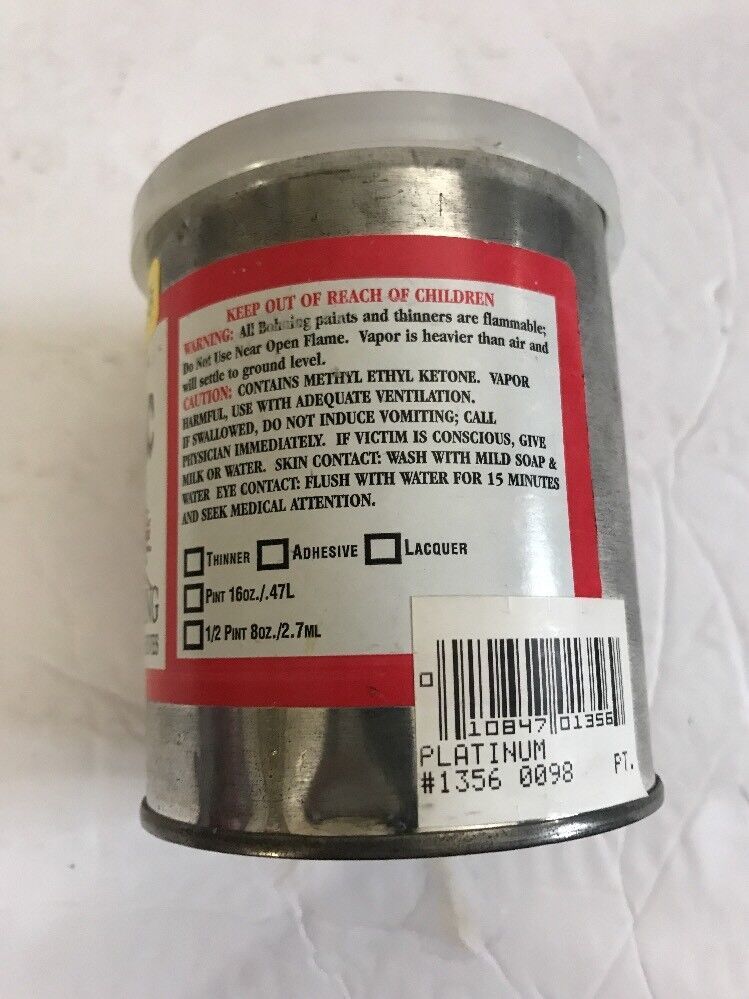 KEEP OUT OF REACH OF CHILDREN
WARNING: All Bohning paints and thinners are flammable;
Do Not Use Near Open Flame. Vapor is heavier than air and
will settle to ground level.
CAUTION: CONTAINS METHYL ETHYL KETONE. VAPOR
HARMFUL, USE WITH ADEQUATE VENTILATION.
IF SWALLOWED, DO NOT INDUCE VOMITING; CALL
PHYSICIAN IMMEDIATELY. IF VICTIM IS CONSCIOUS, GIVE
MILK OR WATER. SKIN CONTACT: WASH WITH MILD SOAP &
WATER EYE CONTACT: FLUSH WITH WATER FOR 15 MINUTES
AND SEEK MEDICAL ATTENTION.
THINNER ADHESIVE LACQUER
PINT 16OZ./.47L
1/2 PINT 8OZ./2.7ML
0 10847 01356
PLATINUM
#1356 0098 PT.